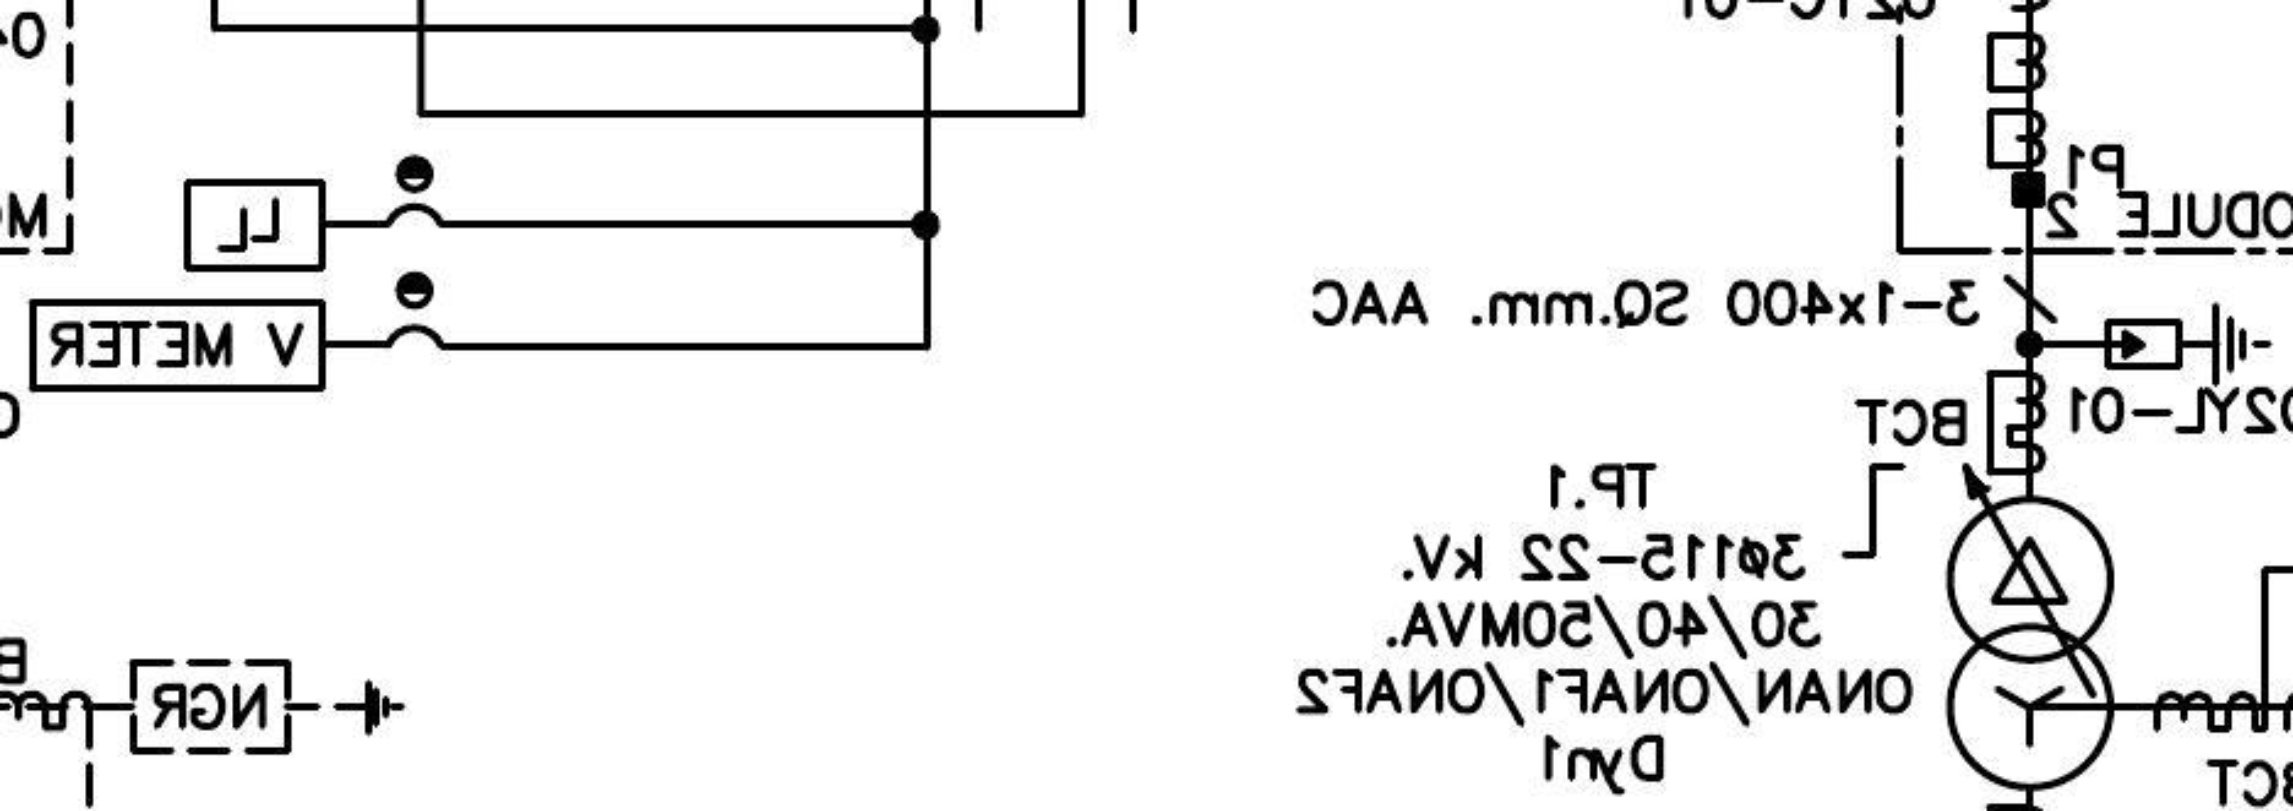 P1
ODULE 2
LL
3-1x400 SQ.mm. AAC
V METER
02YL-01
BCT
TP.1
3ø115-22 kV.
30/40/50MVA.
ONAN/ONAF1/ONAF2
Dyn1
NGR
BCT